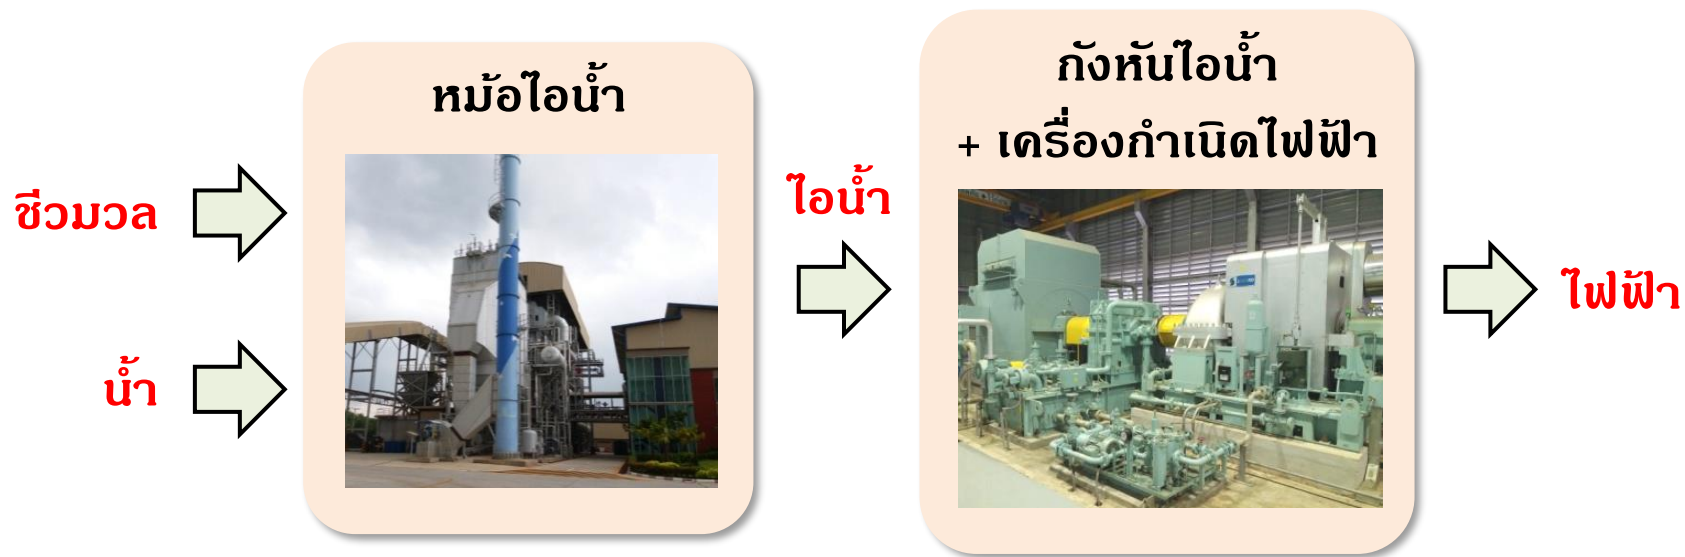 ชีวมวล
น้ำ
หม้อไอน้ำ
ไอน้ำ
กังหันไอน้ำ
+ เครื่องกำเนิดไฟฟ้า
ไฟฟ้า